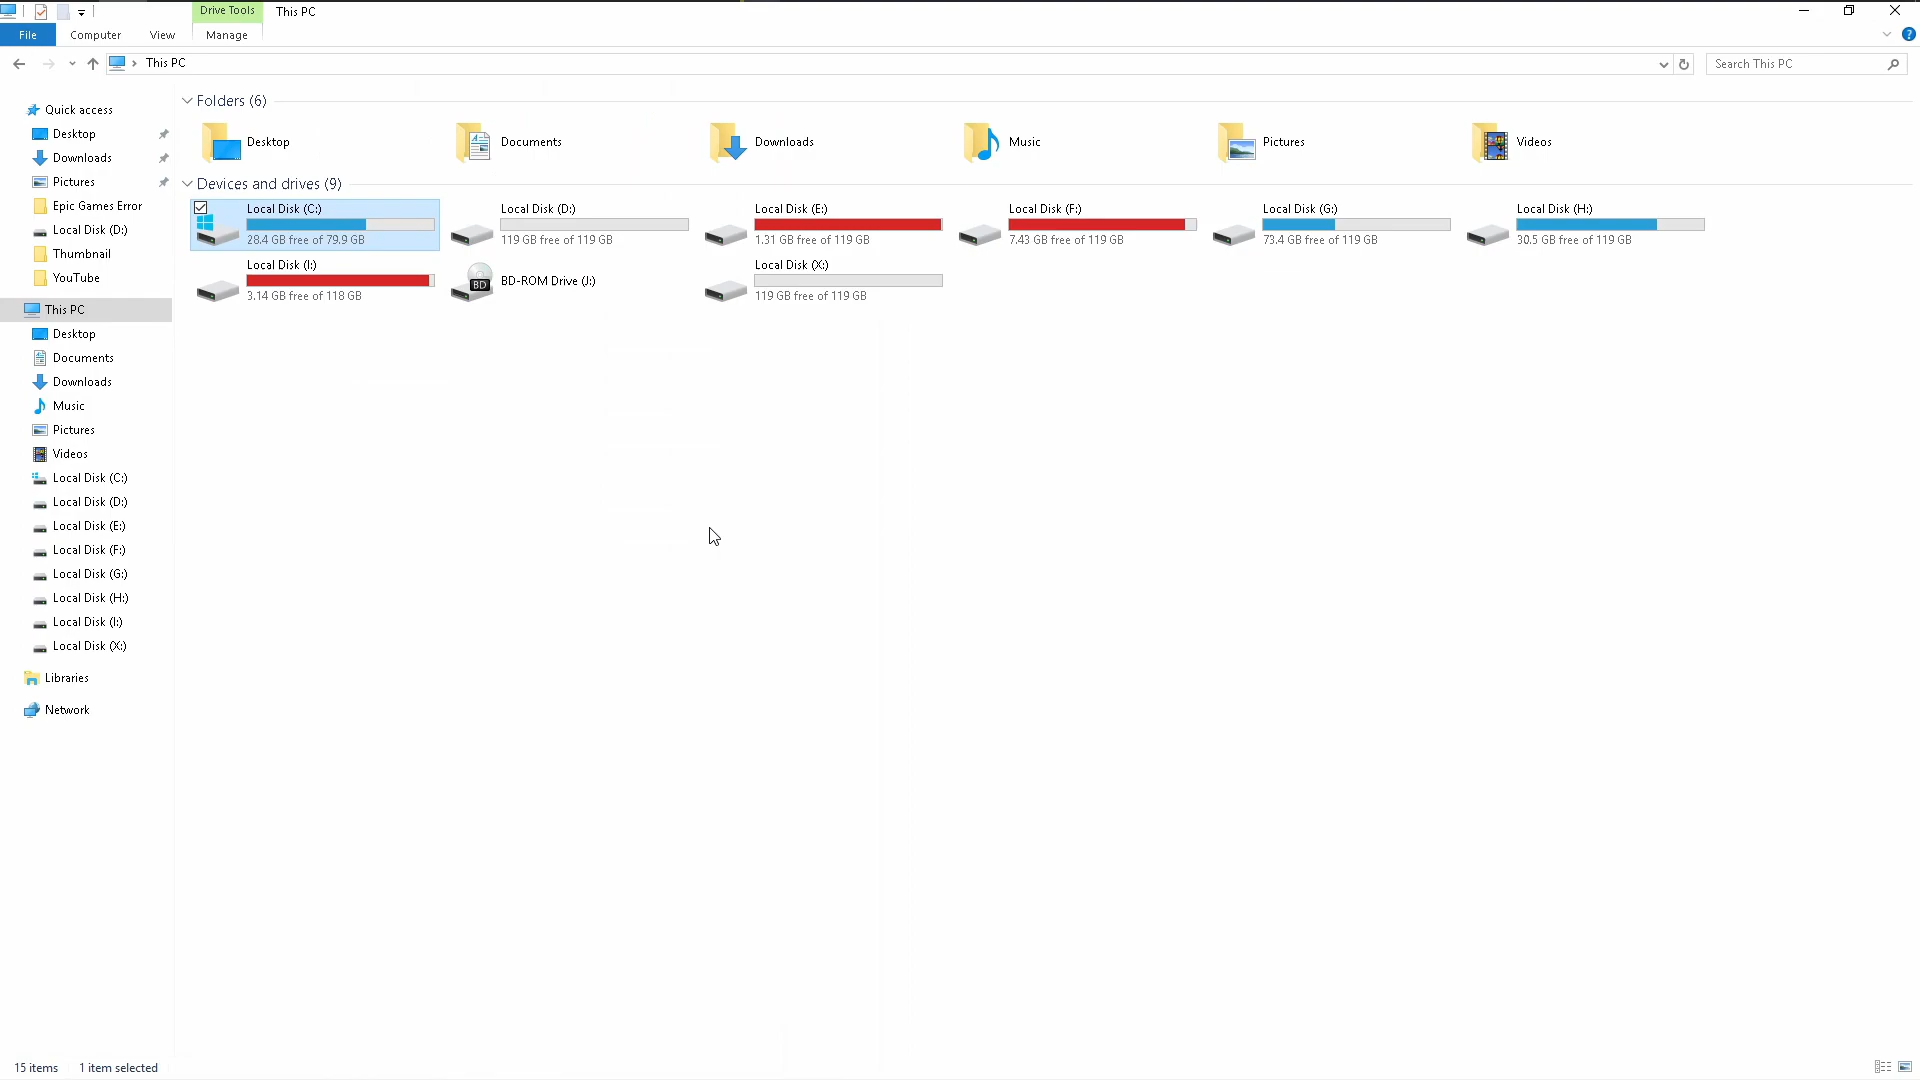 Drive Tools
This PC
File
Computer
View
Manage
This PC
Search This PC
Quick access
Desktop
Downloads
Pictures
Epic Games Error
Local Disk (D:)
Thumbnail
YouTube
This PC
Desktop
Documents
Downloads
Music
Pictures
Videos
Local Disk (C:)
Local Disk (D:)
Local Disk (E:)
Local Disk (F:)
Local Disk (G:)
Local Disk (H:)
Local Disk (I:)
Local Disk (X:)
Libraries
Network
Folders (6)
Desktop
Documents
Downloads
Music
Pictures
Videos
Devices and drives (9)
Local Disk (C:)
28.4 GB free of 79.9 GB
Local Disk (D:)
119 GB free of 119 GB
Local Disk (E:)
1.31 GB free of 119 GB
Local Disk (F:)
7.43 GB free of 119 GB
Local Disk (G:)
73.4 GB free of 119 GB
Local Disk (H:)
30.5 GB free of 119 GB
Local Disk (I:)
3.14 GB free of 118 GB
BD
BD-ROM Drive (J:)
Local Disk (X:)
119 GB free of 119 GB
15 items
1 item selected